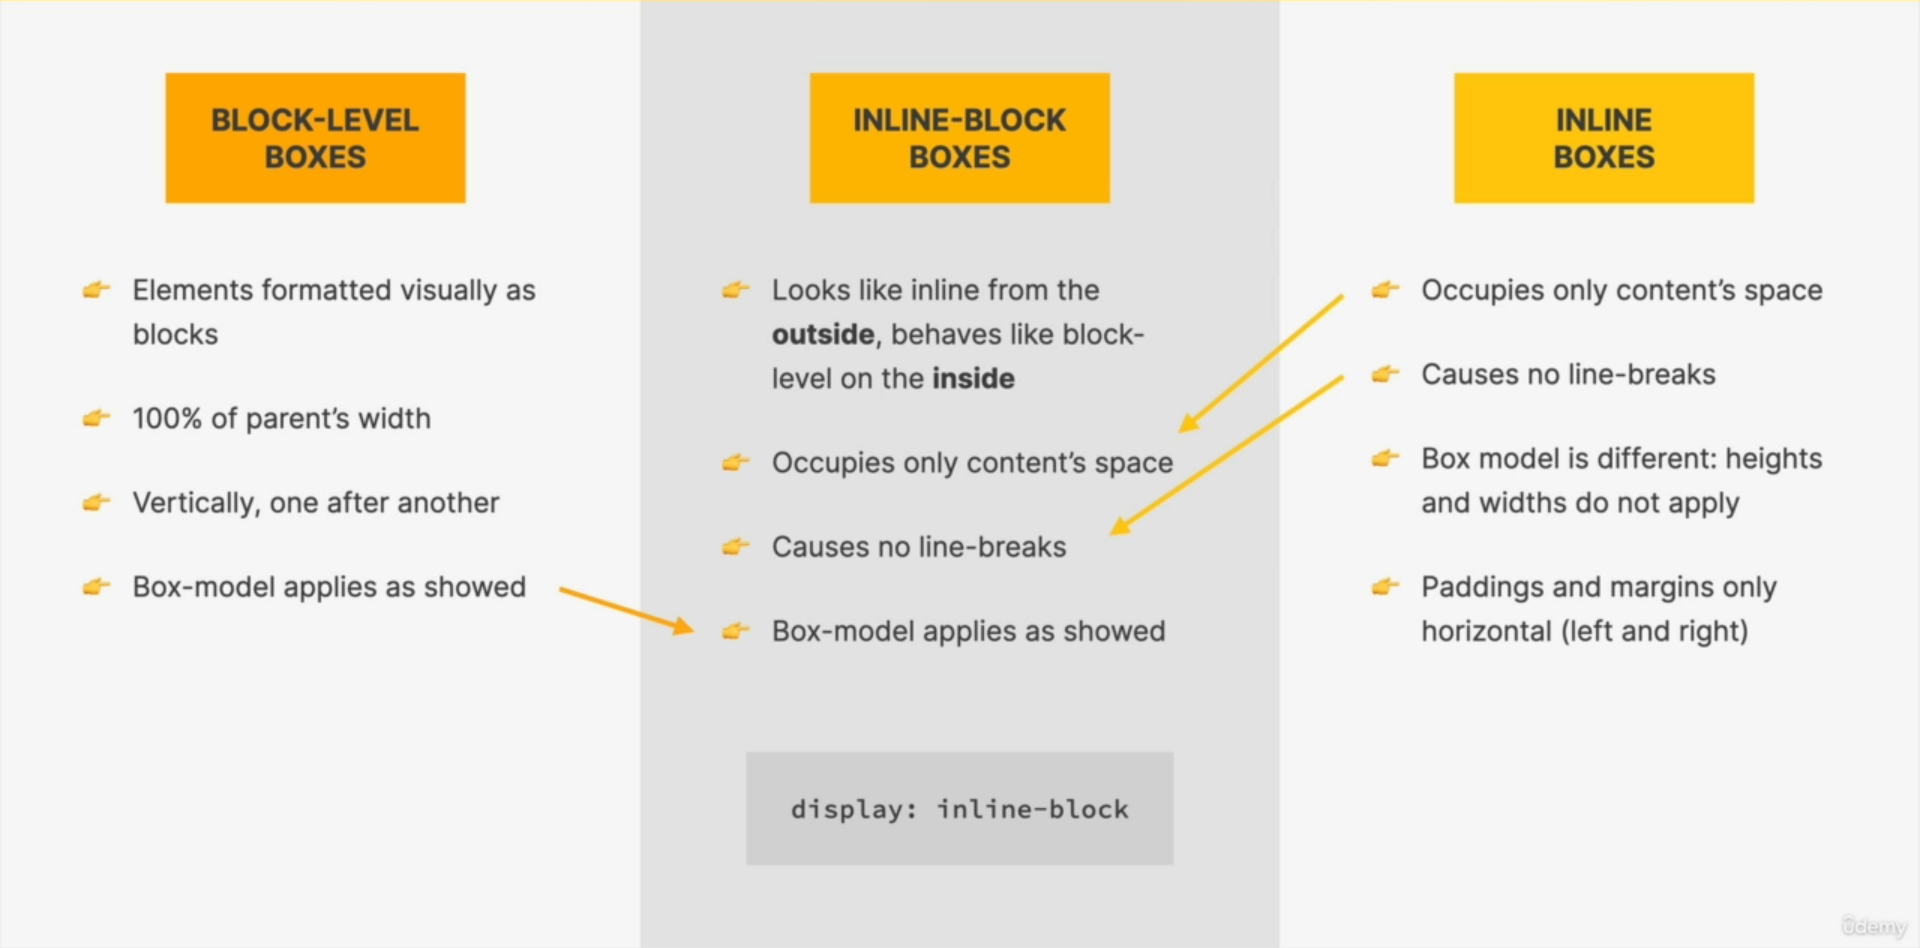 BLOCK-LEVEL
BOXES
Elements formatted visually as
blocks
100% of parent’s width
Vertically, one after another
Box-model applies as showed
INLINE-BLOCK
BOXES
Looks like inline from the
outside, behaves like block-
level on the inside
Occupies only content’s space
Causes no line-breaks
Box-model applies as showed
display: inline-block
INLINE
BOXES
Occupies only content’s space
Causes no line-breaks
Box model is different: heights
and widths do not apply
Paddings and margins only
horizontal (left and right)
ûdemy